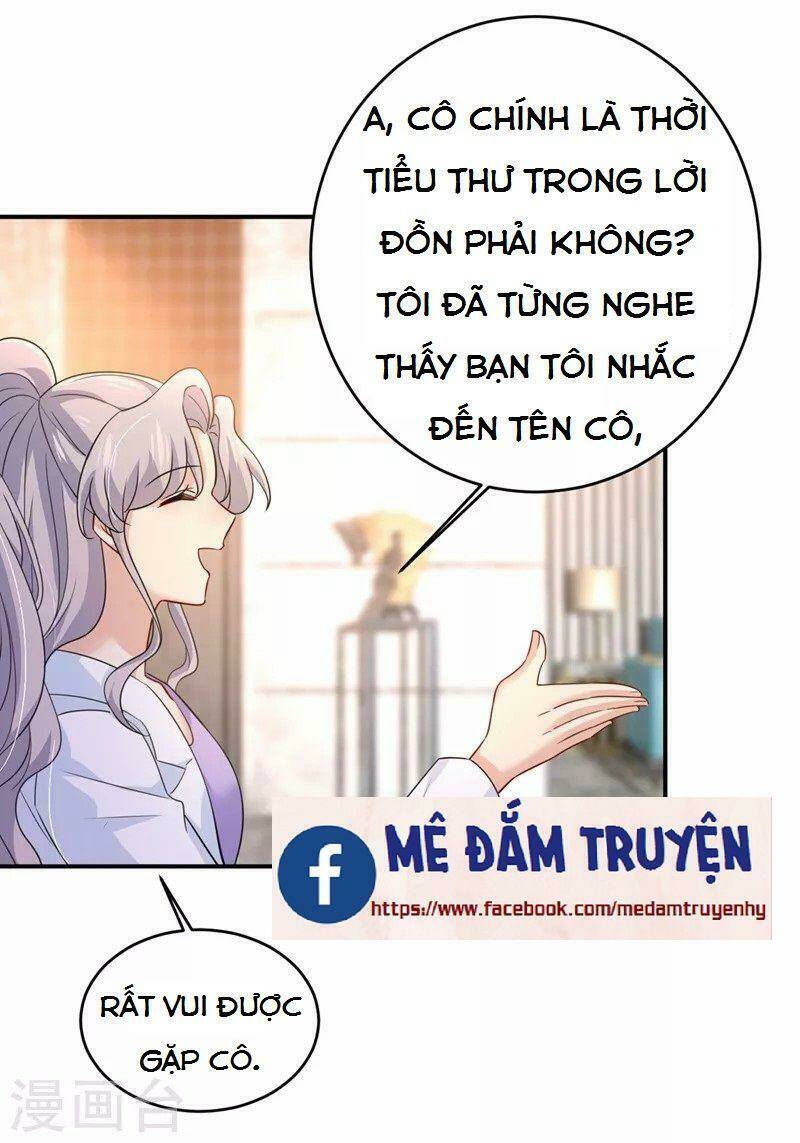 A, CÔ CHÍNH LÀ THỜI
TIỂU THƯ TRONG LỜI
ĐỒN PHẢI KHÔNG?
TÔI ĐÃ TỪNG NGHE
THẤY BẠN TÔI NHẮC
ĐẾN TÊN CÔ,
f
MÊ ĐẮM TRUYỆN
https://www.facebook.com/medamtruyenhy
RẤT VUI ĐƯỢC
GẶP CÔ.
漫画台